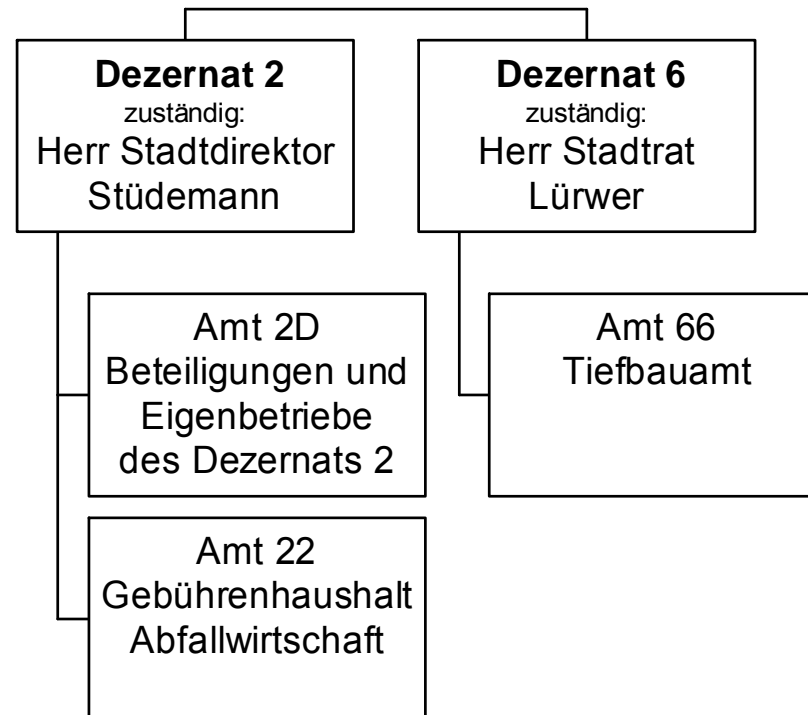 Dezernat 2
zuständig:
Herr Stadtdirektor
Stüdemann
Dezernat 6
zuständig:
Herr Stadtrat
Lürwer
Amt 2D
Beteiligungen und
Eigenbetriebe
des Dezernats 2
Amt 66
Tiefbauamt
Amt 22
Gebührenhaushalt
Abfallwirtschaft